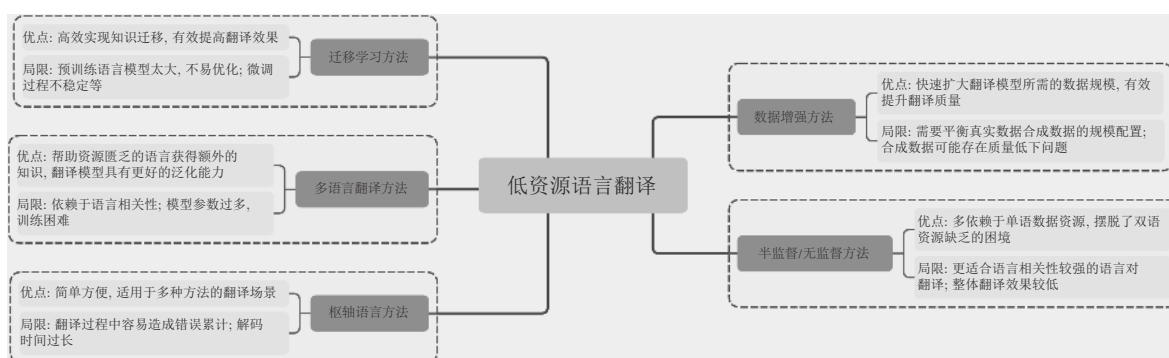 优点: 高效实现知识迁移, 有效提高翻译效果
局限: 预训练语言模型太大, 不易优化; 微调
过程不稳定等
迁移学习方法
优点: 帮助资源匮乏的语言获得额外的
知识, 翻译模型具有更好的泛化能力
局限: 依赖于语言相关性; 模型参数过多,
训练困难
多语言翻译方法
优点: 简单方便, 适用于多种方法的翻译场景
局限: 翻译过程中容易造成错误累计; 解码
时间过长
枢轴语言方法
低资源语言翻译
数据增强方法
优点: 快速扩大翻译模型所需的数据规模, 有效
提升翻译质量
局限: 需要平衡真实数据合成数据的规模配置;
合成数据可能存在质量低下问题
半监督/无监督方法
优点: 多依赖于单语数据资源, 摆脱了双语
资源缺乏的困境
局限: 更适合语言相关性较强的语言对
翻译; 整体翻译效果较低